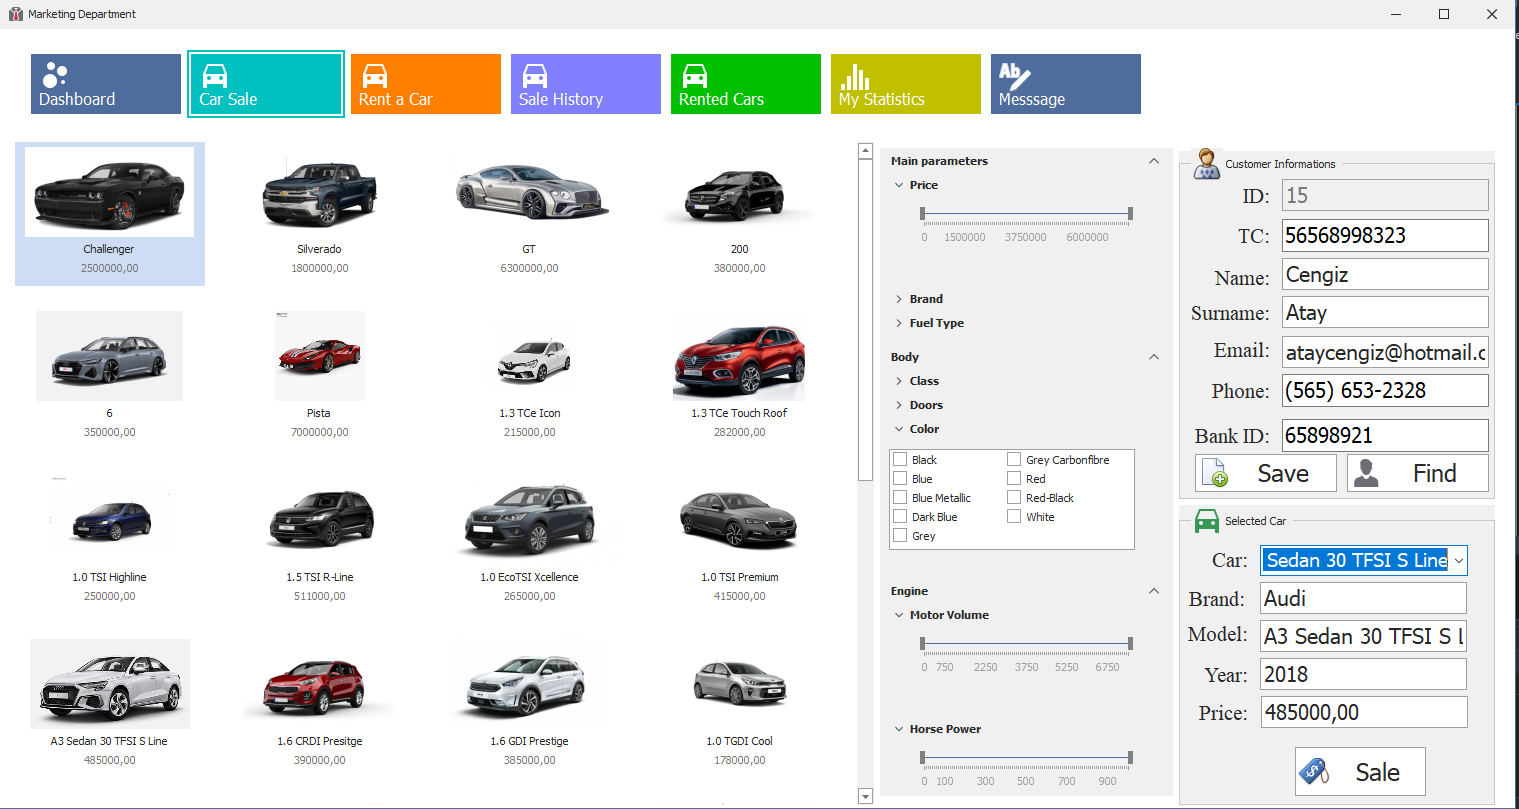 Marketing Department
Dashboard
Car Sale
Rent a Car
Sale History
Rented Cars
My Statistics
Ab
Messsage
Challenger
2500000,00
Silverado
1800000,00
GT
6300000,00
200
380000,00
6
350000,00
Pista
7000000,00
1.3 TCe Icon
215000,00
1.3 TCe Touch Roof
282000,00
1.0 TSI Highline
250000,00
1.5 TSI R-Line
511000,00
1.0 EcoTSI Xcellence
265000,00
1.0 TSI Premium
415000,00
A3 Sedan 30 TFSI S Line
485000,00
1.6 CRDI Presitge
390000,00
1.6 GDI Prestige
385000,00
1.0 TGDI Cool
178000,00
Main parameters
Price
0 1500000 3750000 6000000
Brand
Fuel Type
Body
Class
Doors
Color
Black
Blue
Blue Metallic
Dark Blue
Grey
Grey Carbonfibre
Red
Red-Black
White
Engine
Motor Volume
0 750 2250 3750 5250 6750
Horse Power
0 100 300 500 700 900
Customer Informations
ID: 15
TC: 56568998323
Name: Cengiz
Surname: Atay
Email: ataycengiz@hotmail.c
Phone: (565) 653-2328
Bank ID: 65898921
Save
Find
Selected Car
Car: Sedan 30 TFSI S Line
Brand: Audi
Model: A3 Sedan 30 TFSI S L
Year: 2018
Price: 485000,00
Sale